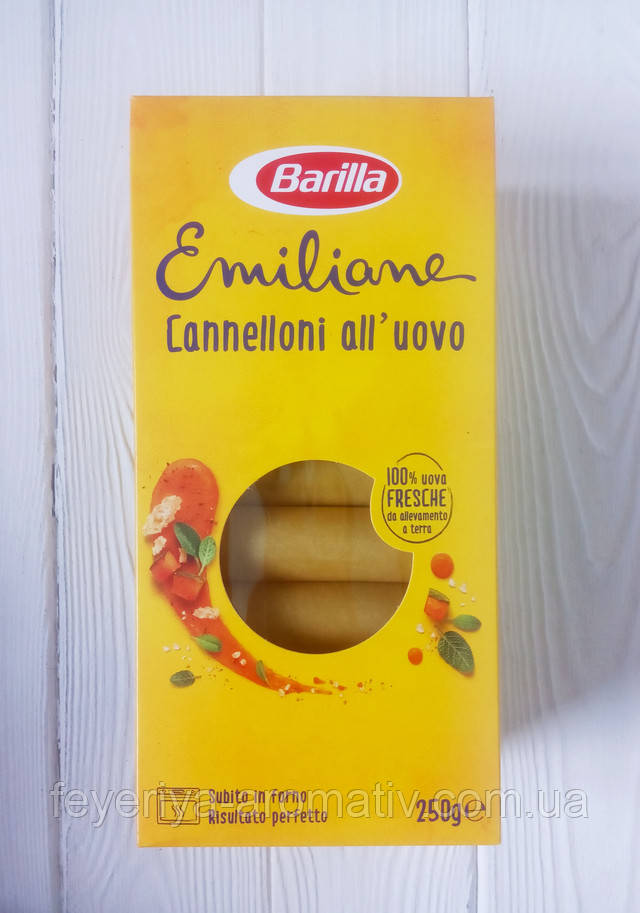 Barilla
Emiliane
Cannelloni all'uovo
100% uova
FRESCHE
da allevamento
a terra
Subito in forno
Risultato perfetto
250g℮
feyeriya-aromativ.com.ua